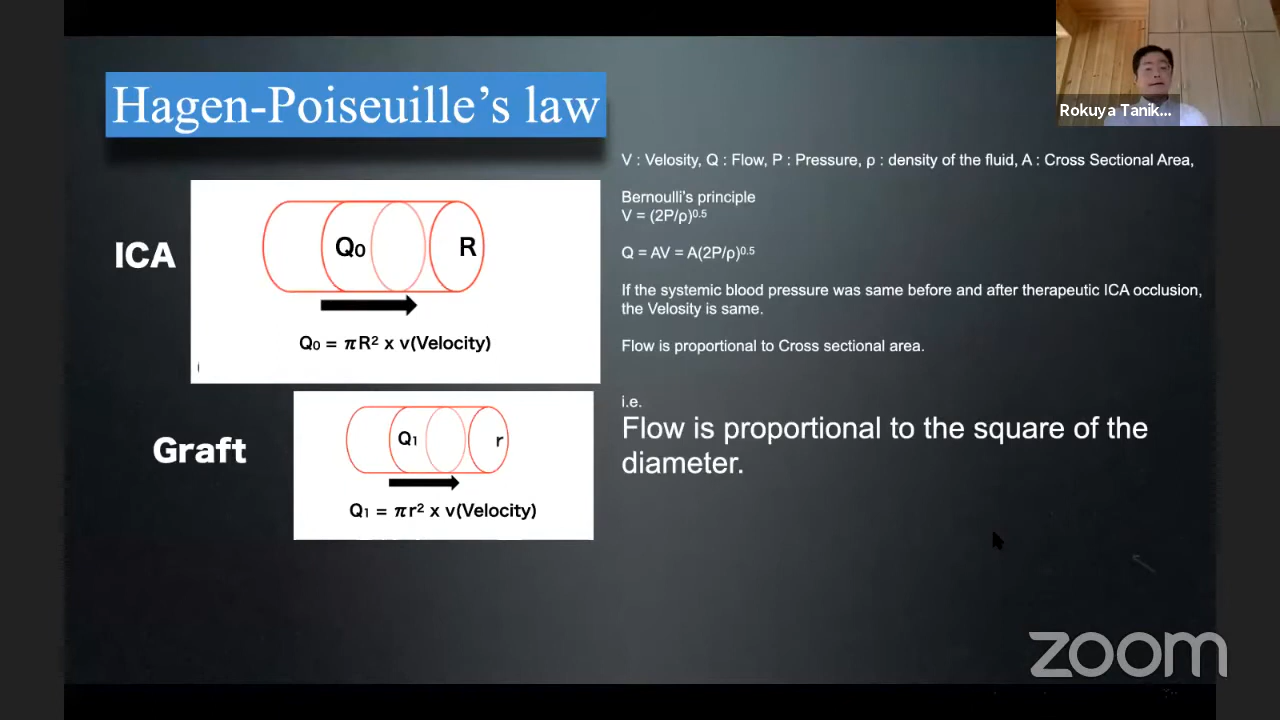 Hagen-Poiseuille’s law
Rokuya Tanik...
V : Velocity, Q : Flow, P : Pressure, ρ : density of the fluid, A : Cross Sectional Area,
Bernoulli's principle
V = (2P/ρ)⁰·⁵
Q = AV = A(2P/ρ)⁰·⁵
If the systemic blood pressure was same before and after therapeutic ICA occlusion,
the Velocity is same.
Flow is proportional to Cross sectional area.
i.e.
Flow is proportional to the square of the
diameter.
ICA
Q₀ R
Q₀ = πR² x v(Velocity)
Graft
Q₁ r
Q₁ = πr² x v(Velocity)
zoom